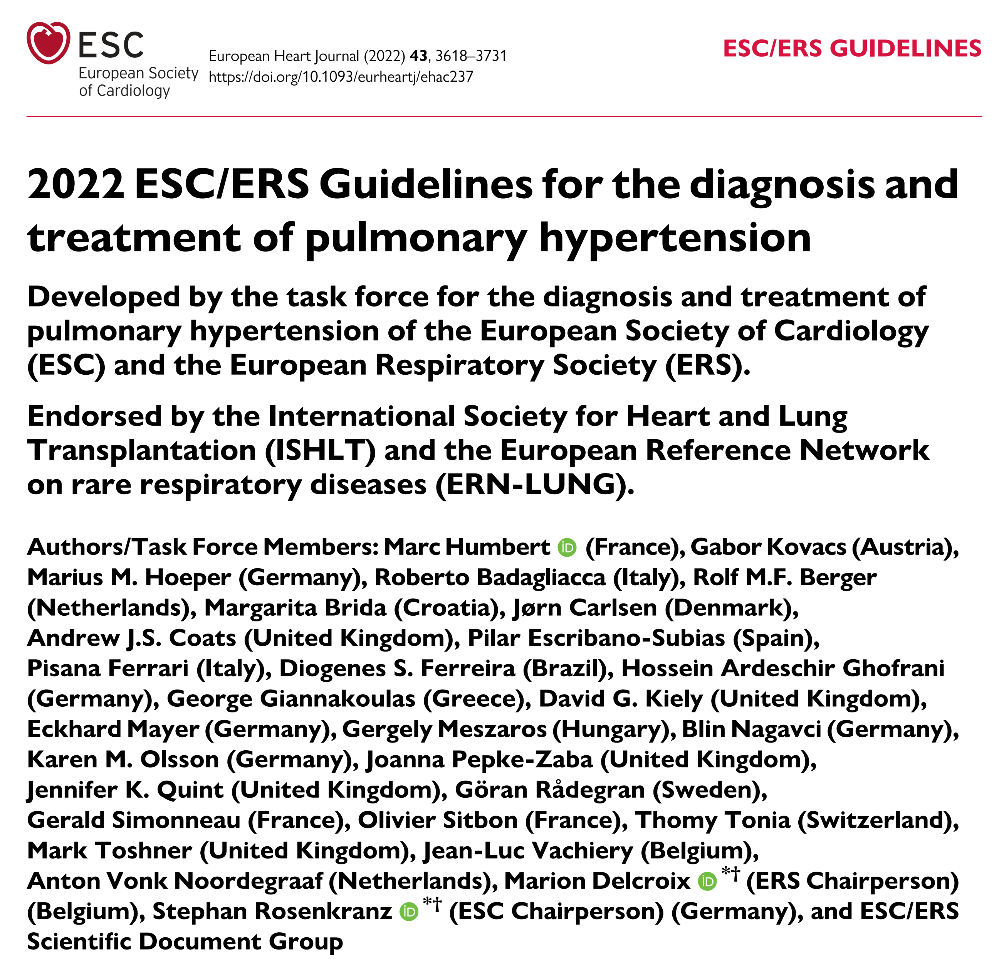 ESC
European Society
of Cardiology
European Heart Journal (2022) 43, 3618–3731
https://doi.org/10.1093/eurheartj/ehac237
ESC/ERS GUIDELINES
2022 ESC/ERS Guidelines for the diagnosis and
treatment of pulmonary hypertension
Developed by the task force for the diagnosis and treatment of
pulmonary hypertension of the European Society of Cardiology
(ESC) and the European Respiratory Society (ERS).
Endorsed by the International Society for Heart and Lung
Transplantation (ISHLT) and the European Reference Network
on rare respiratory diseases (ERN-LUNG).
Authors/Task Force Members: Marc Humbert iD (France), Gabor Kovacs (Austria),
Marius M. Hoeper (Germany), Roberto Badagliacca (Italy), Rolf M.F. Berger
(Netherlands), Margarita Brida (Croatia), Jørn Carlsen (Denmark),
Andrew J.S. Coats (United Kingdom), Pilar Escribano-Subias (Spain),
Pisana Ferrari (Italy), Diogenes S. Ferreira (Brazil), Hossein Ardeschir Ghofrani
(Germany), George Giannakoulas (Greece), David G. Kiely (United Kingdom),
Eckhard Mayer (Germany), Gergely Meszaros (Hungary), Blin Nagavci (Germany),
Karen M. Olsson (Germany), Joanna Pepke-Zaba (United Kingdom),
Jennifer K. Quint (United Kingdom), Göran Rådegran (Sweden),
Gerald Simonneau (France), Olivier Sitbon (France), Thomy Tonia (Switzerland),
Mark Toshner (United Kingdom), Jean-Luc Vachiery (Belgium),
Anton Vonk Noordegraaf (Netherlands), Marion Delcroix iD *† (ERS Chairperson)
(Belgium), Stephan Rosenkranz iD *† (ESC Chairperson) (Germany), and ESC/ERS
Scientific Document Group